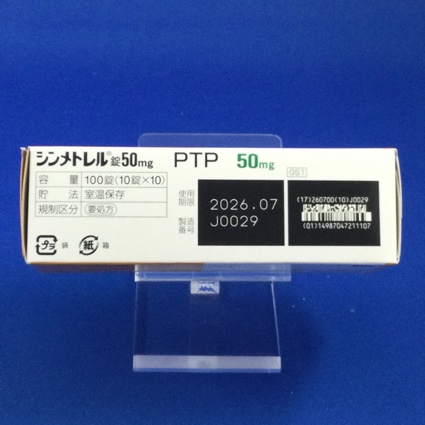 シンメトレル®錠50mg PTP 50mg
容量 100錠(10錠×10)
貯法 室温保存
規制区分 要処方
プラ 袋 紙 箱
使用期限 2026.07
製造番号 J0029
GS1
(17)260700(10)J0029
(01)14987047211107